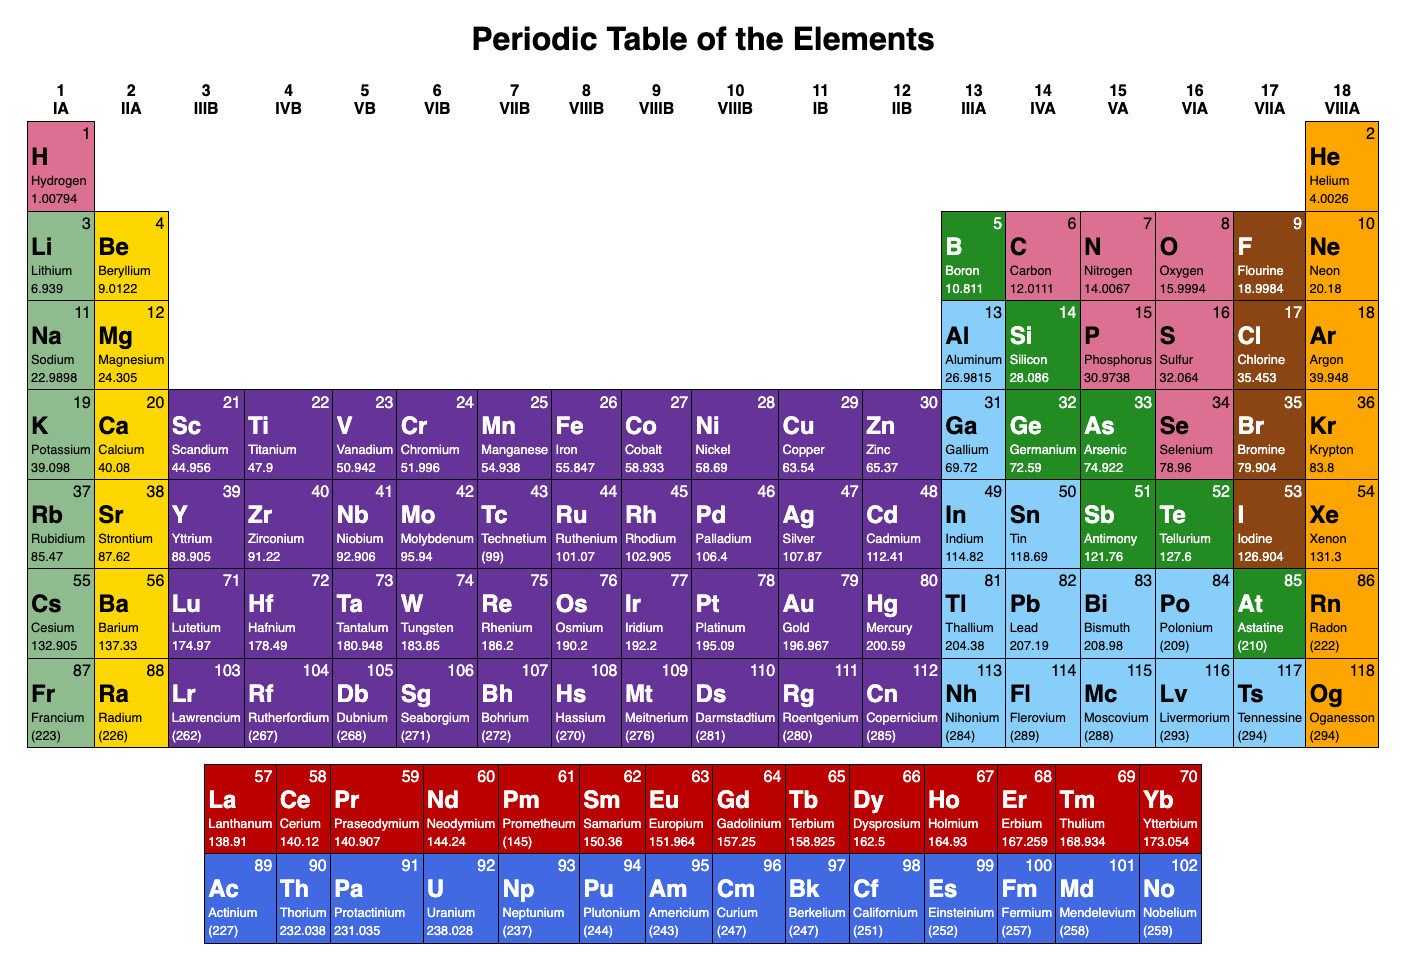 Periodic Table of the Elements
1 2 3 4 5 6 7 8 9 10 11 12 13 14 15 16 17 18
IA IIA IIIB IVB VB VIB VIIB VIIIB VIIIB VIIIB IB IIB IIIA IVA VA VIA VIIA VIIIA
1 2
H He
Hydrogen Helium
1.00794 4.0026
3 4 5 6 7 8 9 10
Li Be B C N O F Ne
Lithium Beryllium Boron Carbon Nitrogen Oxygen Flourine Neon
6.939 9.0122 10.811 12.0111 14.0067 15.9994 18.9984 20.18
11 12 13 14 15 16 17 18
Na Mg Al Si P S Cl Ar
Sodium Magnesium Aluminum Silicon Phosphorus Sulfur Chlorine Argon
22.9898 24.305 26.9815 28.086 30.9738 32.064 35.453 39.948
19 20 21 22 23 24 25 26 27 28 29 30 31 32 33 34 35 36
K Ca Sc Ti V Cr Mn Fe Co Ni Cu Zn Ga Ge As Se Br Kr
Potassium Calcium Scandium Titanium Vanadium Chromium Manganese Iron Cobalt Nickel Copper Zinc Gallium Germanium Arsenic Selenium Bromine Krypton
39.098 40.08 44.956 47.9 50.942 51.996 54.938 55.847 58.933 58.69 63.54 65.37 69.72 72.59 74.922 78.96 79.904 83.8
37 38 39 40 41 42 43 44 45 46 47 48 49 50 51 52 53 54
Rb Sr Y Zr Nb Mo Tc Ru Rh Pd Ag Cd In Sn Sb Te I Xe
Rubidium Strontium Yttrium Zirconium Niobium Molybdenum Technetium Ruthenium Rhodium Palladium Silver Cadmium Indium Tin Antimony Tellurium Iodine Xenon
85.47 87.62 88.905 91.22 92.906 95.94 (99) 101.07 102.905 106.4 107.87 112.41 114.82 118.69 121.76 127.6 126.904 131.3
55 56 71 72 73 74 75 76 77 78 79 80 81 82 83 84 85 86
Cs Ba Lu Hf Ta W Re Os Ir Pt Au Hg Tl Pb Bi Po At Rn
Cesium Barium Lutetium Hafnium Tantalum Tungsten Rhenium Osmium Iridium Platinum Gold Mercury Thallium Lead Bismuth Polonium Astatine Radon
132.905 137.33 174.97 178.49 180.948 183.85 186.2 190.2 192.2 195.09 196.967 200.59 204.38 207.19 208.98 (209) (210) (222)
87 88 103 104 105 106 107 108 109 110 111 112 113 114 115 116 117 118
Fr Ra Lr Rf Db Sg Bh Hs Mt Ds Rg Cn Nh Fl Mc Lv Ts Og
Francium Radium Lawrencium Rutherfordium Dubnium Seaborgium Bohrium Hassium Meitnerium Darmstadtium Roentgenium Copernicium Nihonium Flerovium Moscovium Livermorium Tennessine Oganesson
(223) (226) (262) (267) (268) (271) (272) (270) (276) (281) (280) (285) (284) (289) (288) (293) (294) (294)
57 58 59 60 61 62 63 64 65 66 67 68 69 70
La Ce Pr Nd Pm Sm Eu Gd Tb Dy Ho Er Tm Yb
Lanthanum Cerium Praseodymium Neodymium Prometheum Samarium Europium Gadolinium Terbium Dysprosium Holmium Erbium Thulium Ytterbium
138.91 140.12 140.907 144.24 (145) 150.36 151.964 157.25 158.925 162.5 164.93 167.259 168.934 173.054
89 90 91 92 93 94 95 96 97 98 99 100 101 102
Ac Th Pa U Np Pu Am Cm Bk Cf Es Fm Md No
Actinium Thorium Protactinium Uranium Neptunium Plutonium Americium Curium Berkelium Californium Einsteinium Fermium Mendelevium Nobelium
(227) 232.038 231.035 238.028 (237) (244) (243) (247) (247) (251) (252) (257) (258) (259)